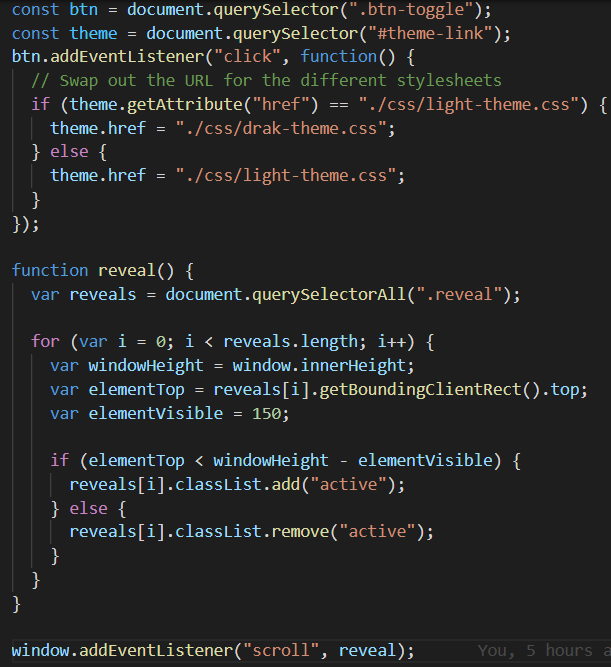 const btn = document.querySelector(".btn-toggle");
const theme = document.querySelector("#theme-link");
btn.addEventListener("click", function() {
  // Swap out the URL for the different stylesheets
  if (theme.getAttribute("href") == "./css/light-theme.css") {
    theme.href = "./css/drak-theme.css";
  } else {
    theme.href = "./css/light-theme.css";
  }
});

function reveal() {
  var reveals = document.querySelectorAll(".reveal");

  for (var i = 0; i < reveals.length; i++) {
    var windowHeight = window.innerHeight;
    var elementTop = reveals[i].getBoundingClientRect().top;
    var elementVisible = 150;

    if (elementTop < windowHeight - elementVisible) {
      reveals[i].classList.add("active");
    } else {
      reveals[i].classList.remove("active");
    }
  }
}

window.addEventListener("scroll", reveal); You, 5 hours